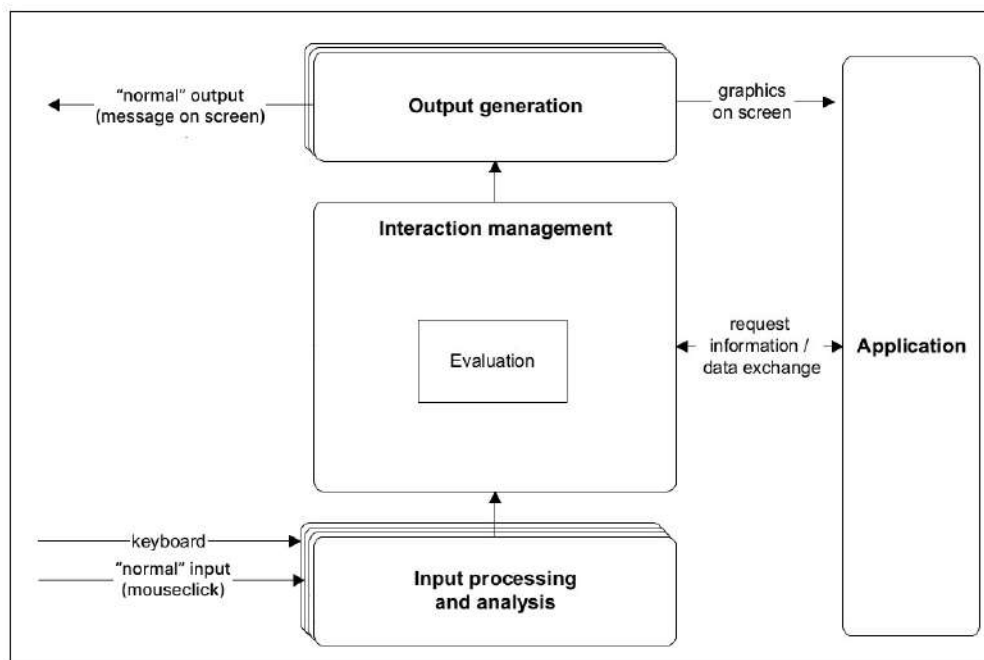 “normal” output
(message on screen)
Output generation
graphics
on screen
Interaction management
Evaluation
request
information /
data exchange
Application
keyboard
“normal” input
(mouseclick)
Input processing
and analysis